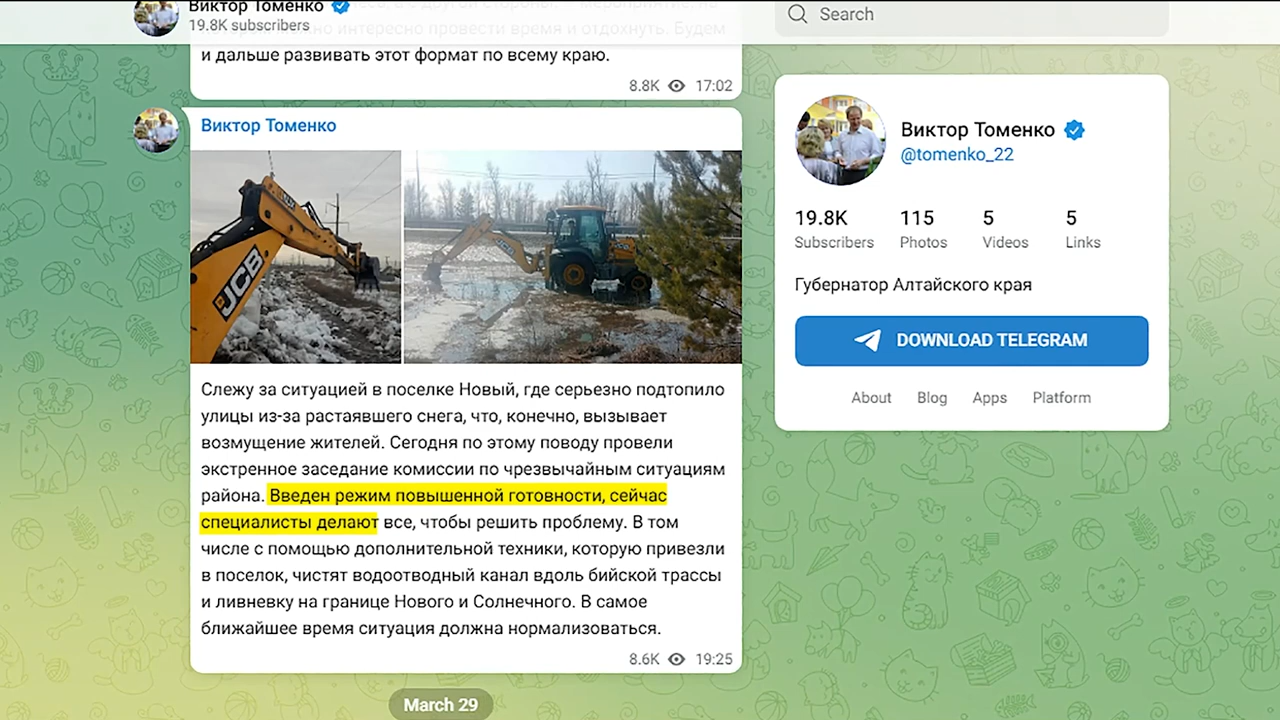 Виктор Томенко
19.8K subscribers
Search
интересно провести время и отдохнуть. Будем
и дальше развивать этот формат по всему краю.
8.8K 17:02
Виктор Томенко
JCB
Слежу за ситуацией в поселке Новый, где серьезно подтопило
улицы из-за растаявшего снега, что, конечно, вызывает
возмущение жителей. Сегодня по этому поводу провели
экстренное заседание комиссии по чрезвычайным ситуациям
района. Введен режим повышенной готовности, сейчас
специалисты делают все, чтобы решить проблему. В том
числе с помощью дополнительной техники, которую привезли
в поселок, чистят водоотводный канал вдоль бийской трассы
и ливневку на границе Нового и Солнечного. В самое
ближайшее время ситуация должна нормализоваться.
8.6K 19:25
March 29
Виктор Томенко
@tomenko_22
19.8K 115 5 5
Subscribers Photos Videos Links
Губернатор Алтайского края
DOWNLOAD TELEGRAM
About Blog Apps Platform